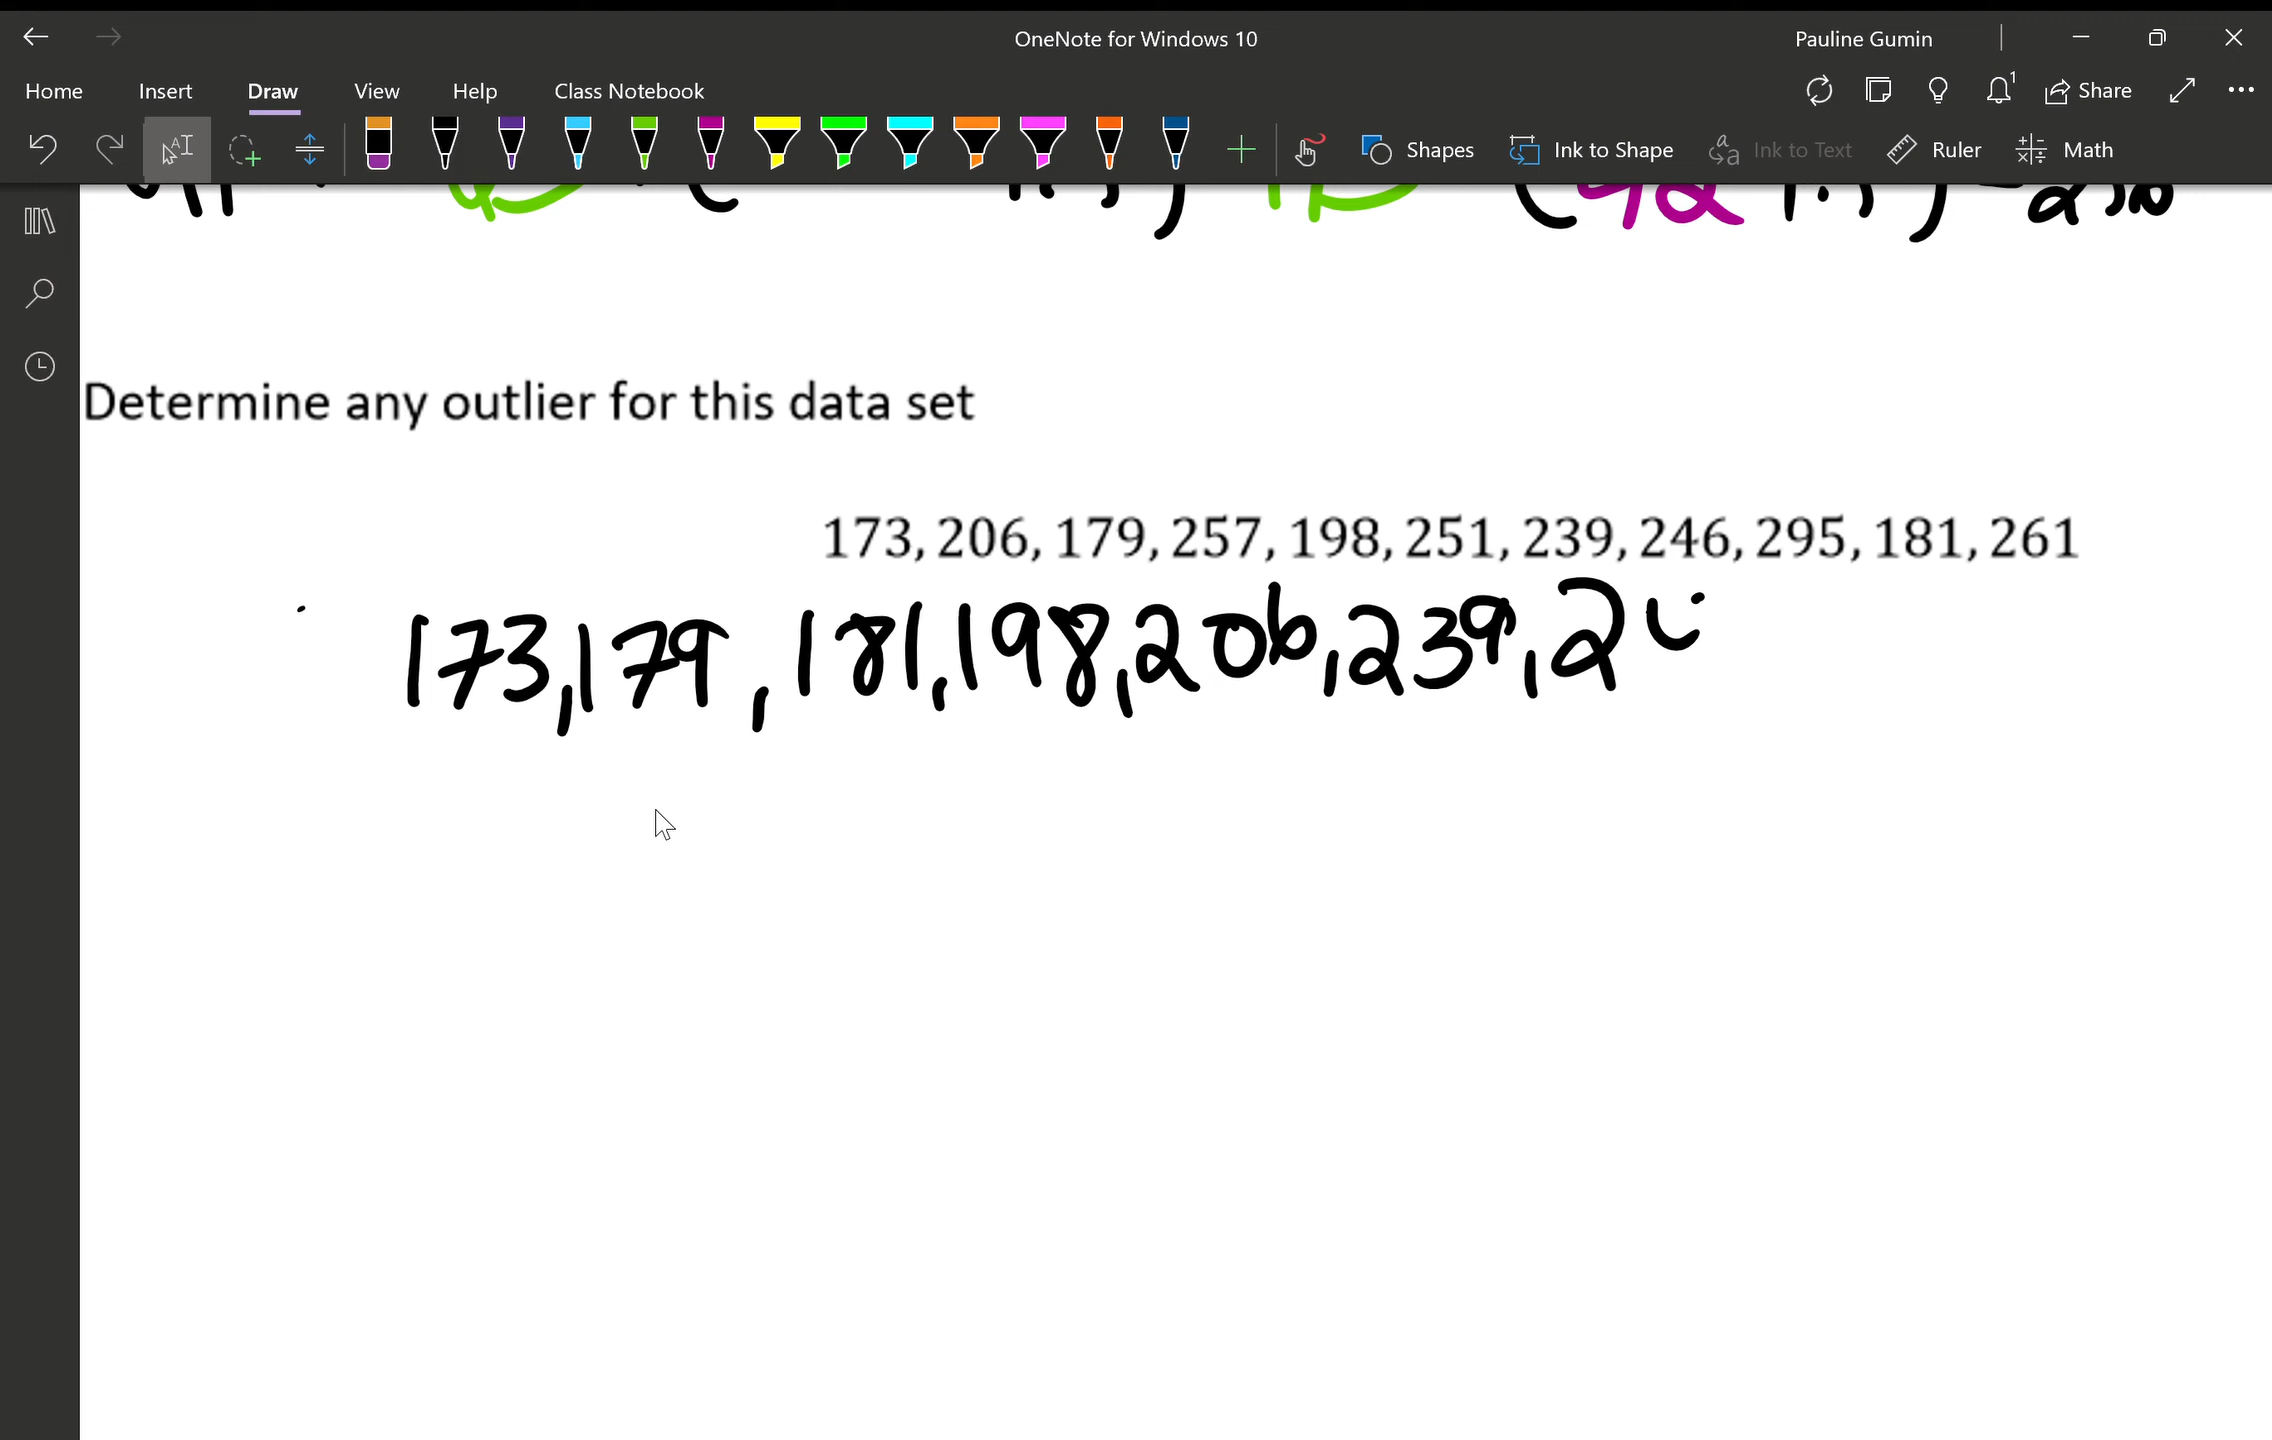 OneNote for Windows 10
Pauline Gumin
Home Insert Draw View Help Class Notebook
1 Share
Shapes Ink to Shape Ink to Text Ruler Math
Determine any outlier for this data set
173, 206, 179, 257, 198, 251, 239, 246, 295, 181, 261
173,179, 181,198,206,239,2